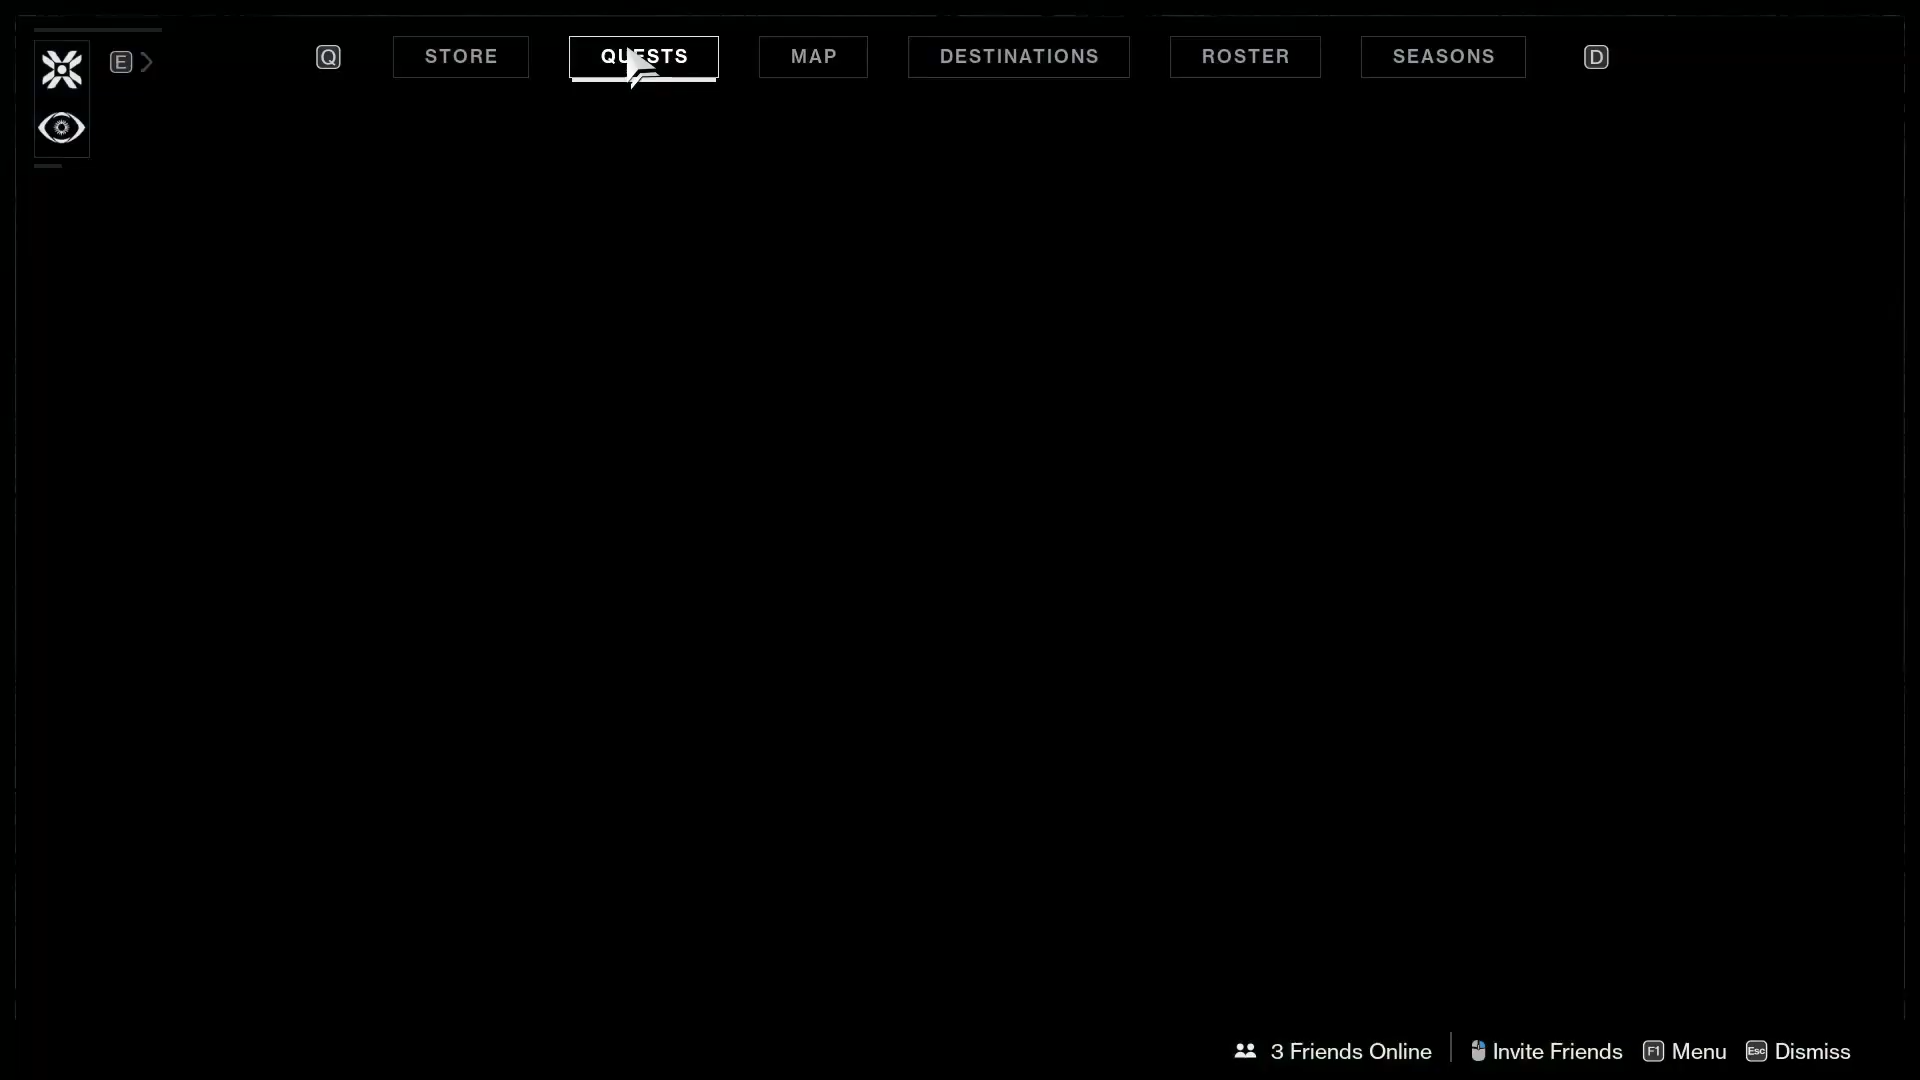 E
Q
STORE
QUESTS
MAP
DESTINATIONS
ROSTER
SEASONS
D
3 Friends Online
Invite Friends
F1 Menu
Esc Dismiss